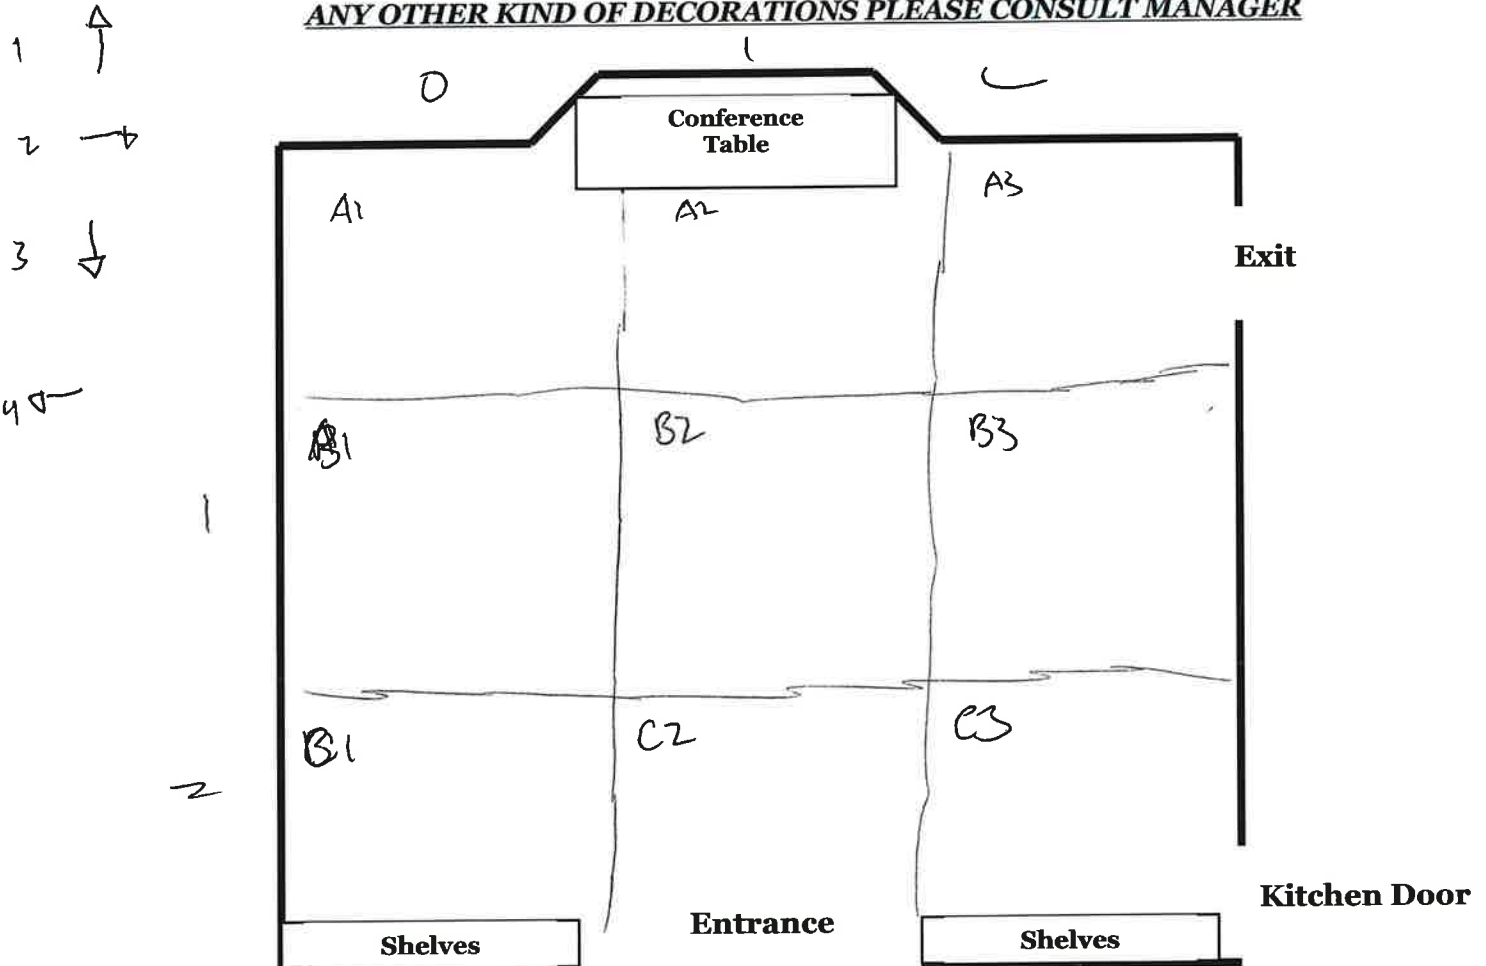 ANY OTHER KIND OF DECORATIONS PLEASE CONSULT MANAGER
1 ↑
0 1
2 →
Conference
Table
A1 A2 A3
3 ↓
Exit
4 ←
B1 B2 B3
1
C2 C3
2
Kitchen Door
Entrance
Shelves Shelves